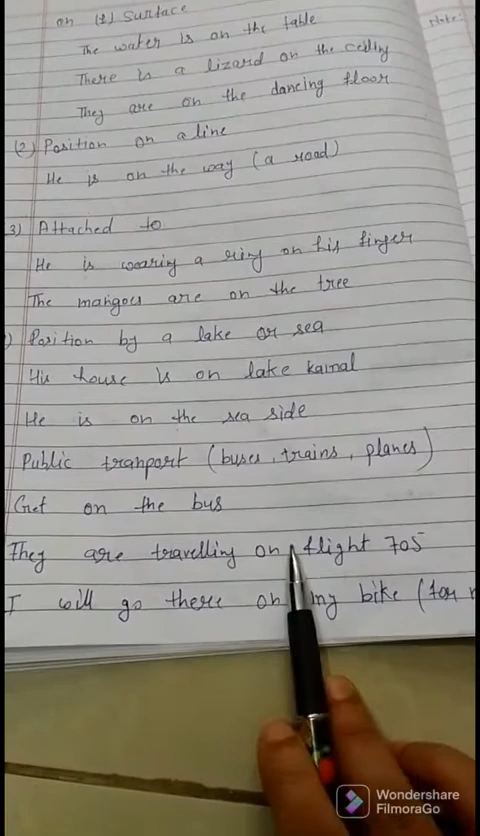 on (1) Surface
Note:
The water is on the table
There is a lizard on the ceiling
They are on the dancing floor
(2) Position on a line
He is on the way (a road)
3) Attached to
He is wearing a ring on his finger
The mangoes are on the tree
) Position by a lake or sea
His house is on lake kamal
He is on the sea side
Public tranport (buses, trains, planes)
Get on the bus
They are travelling on flight 705
I will go there on my bike (for
Wondershare
FilmoraGo